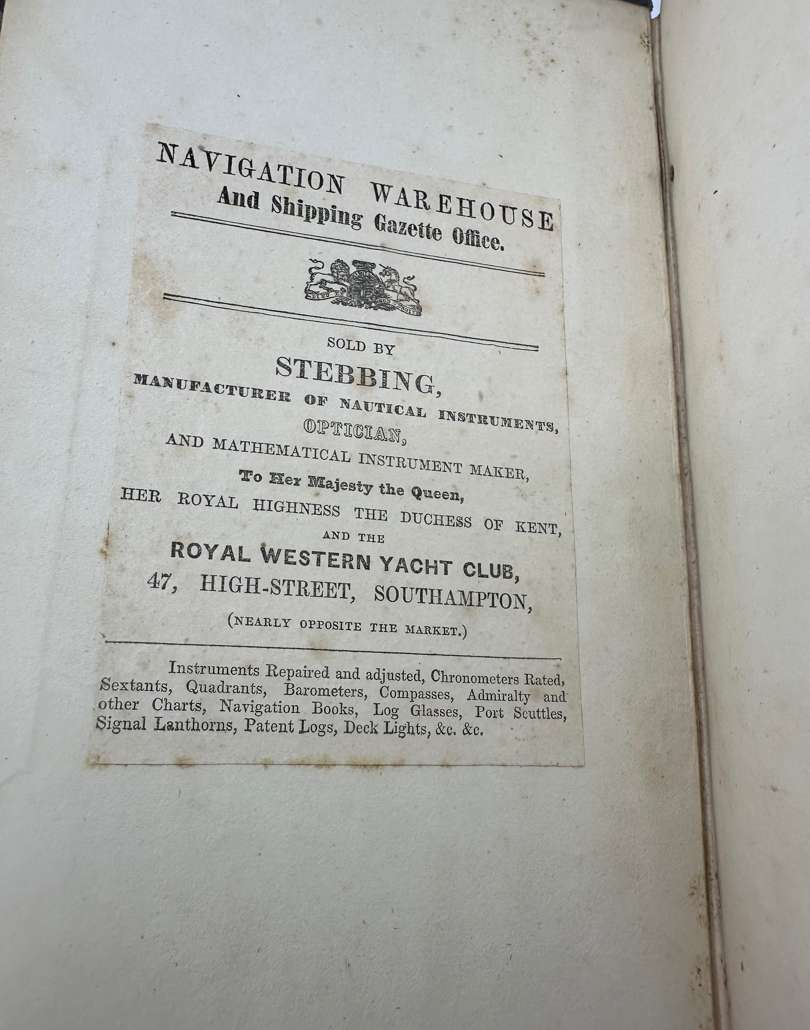 NAVIGATION WAREHOUSE
And Shipping Gazette Office.
SOLD BY
STEBBING,
MANUFACTURER OF NAUTICAL INSTRUMENTS,
OPTICIAN,
AND MATHEMATICAL INSTRUMENT MAKER,
To Her Majesty the Queen,
HER ROYAL HIGHNESS THE DUCHESS OF KENT,
AND THE
ROYAL WESTERN YACHT CLUB,
47, HIGH-STREET, SOUTHAMPTON,
(NEARLY OPPOSITE THE MARKET.)
Instruments Repaired and adjusted, Chronometers Rated,
Sextants, Quadrants, Barometers, Compasses, Admiralty and
other Charts, Navigation Books, Log Glasses, Port Scuttles,
Signal Lanthorns, Patent Logs, Deck Lights, &c. &c.